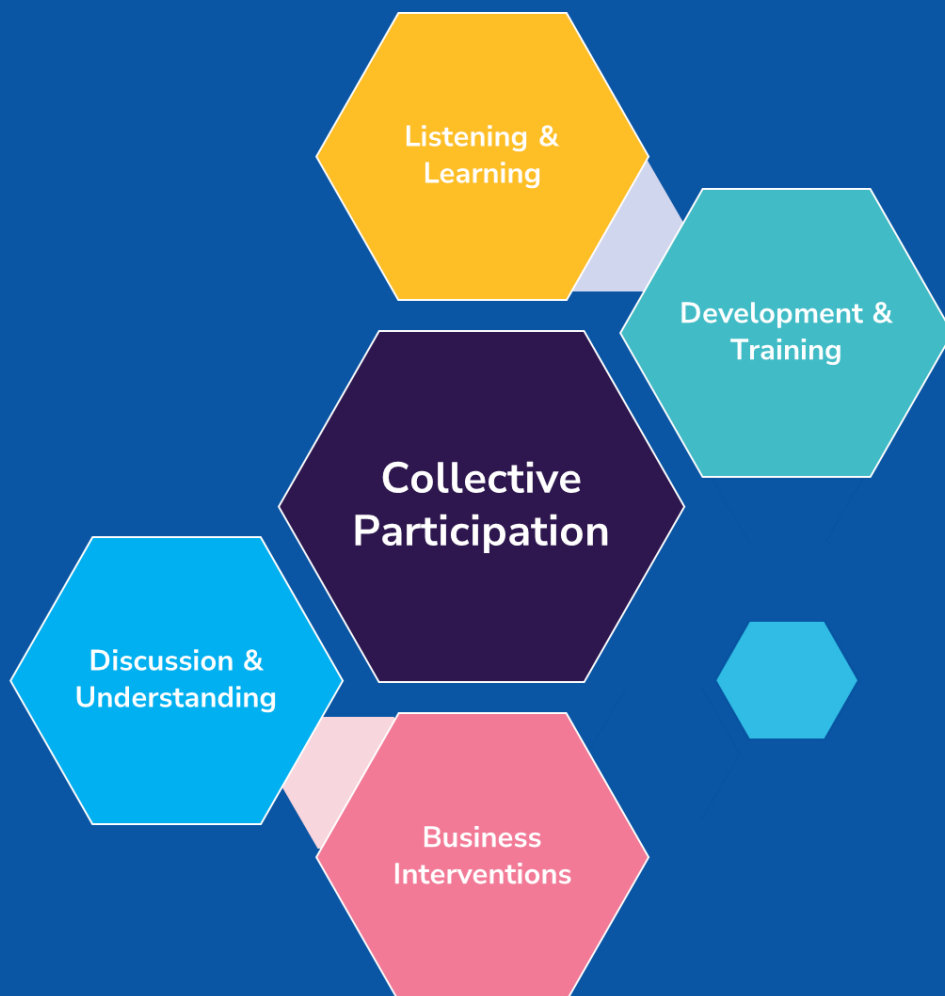 Listening &
Learning
Development &
Training
Collective
Participation
Discussion &
Understanding
Business
Interventions